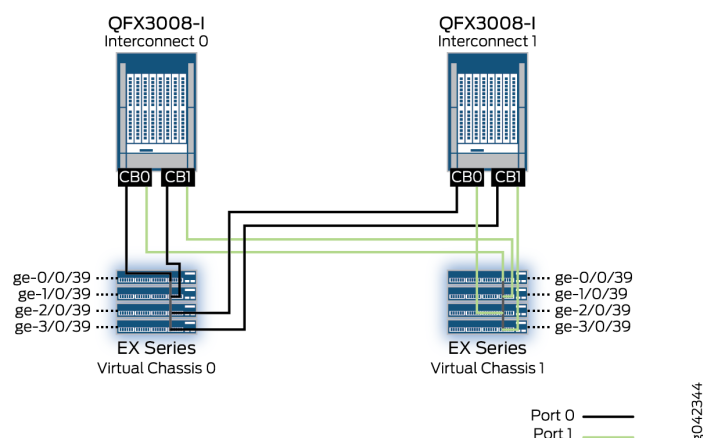 QFX3008-I
Interconnect 0
QFX3008-I
Interconnect 1
CB0
CB1
CB0
CB1
ge-0/0/39
ge-1/0/39
ge-2/0/39
ge-3/0/39
ge-0/0/39
ge-1/0/39
ge-2/0/39
ge-3/0/39
EX Series
Virtual Chassis 0
EX Series
Virtual Chassis 1
Port 0
Port 1
g042344